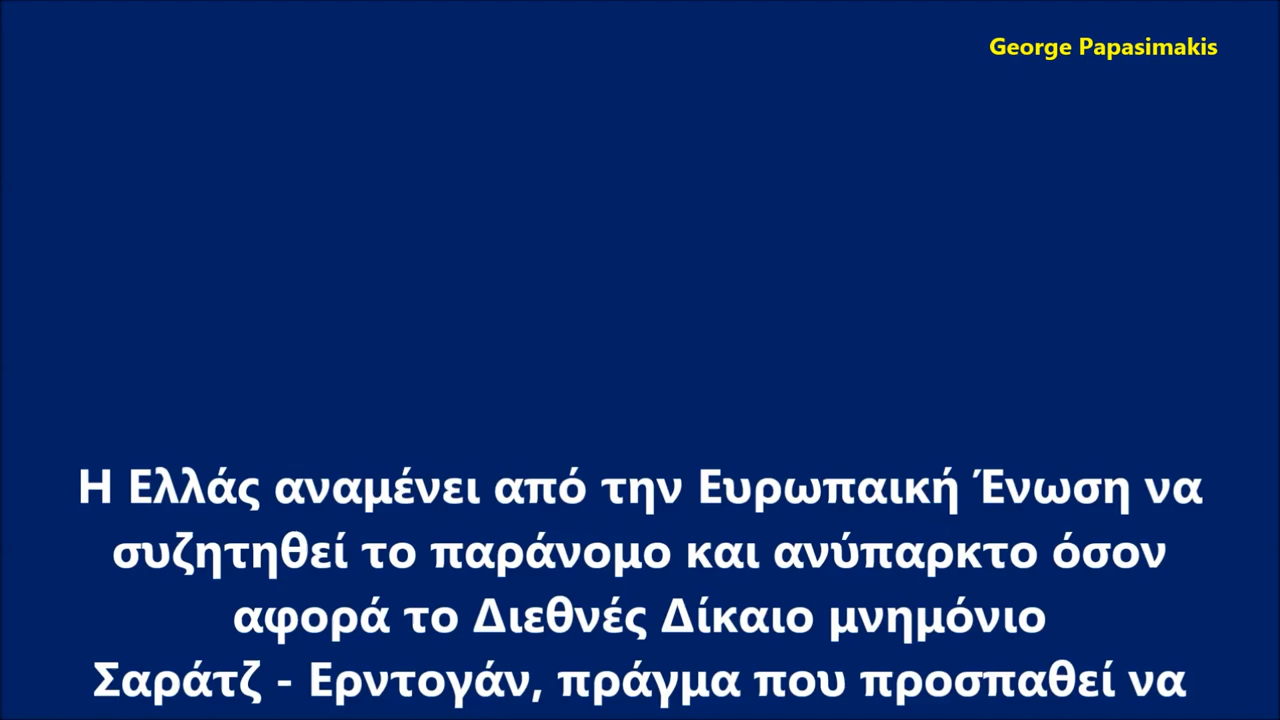 George Papasimakis
Η Ελλάς αναμένει από την Ευρωπαική Ένωση να
συζητηθεί το παράνομο και ανύπαρκτο όσον
αφορά το Διεθνές Δίκαιο μνημόνιο
Σαράτζ - Ερντογάν, πράγμα που προσπαθεί να